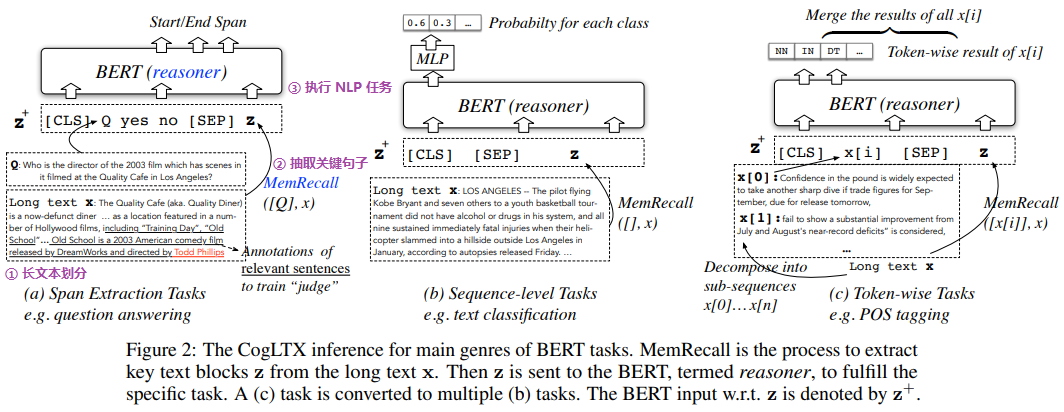 Start/End Span
BERT (reasoner)
③ 执行 NLP 任务
z+
[CLS] Q yes no [SEP] z
Q: Who is the director of the 2003 film which has scenes in
it filmed at the Quality Cafe in Los Angeles?
② 抽取关键句子
MemRecall
([Q], x)
Long text x: The Quality Cafe (aka. Quality Diner)
is a now-defunct diner … as a location featured in a num-
ber of Hollywood films, including “Training Day”, “Old
School”… Old School is a 2003 American comedy film
released by DreamWorks and directed by Todd Phillips
Annotations of
relevant sentences
to train “judge”
① 长文本划分
(a) Span Extraction Tasks
e.g. question answering
0.6 0.3 …
Probabilty for each class
MLP
BERT (reasoner)
z+
[CLS] [SEP] z
Long text x: LOS ANGELES -- The pilot flying
Kobe Bryant and seven others to a youth basketball tour-
nament did not have alcohol or drugs in his system, and all
nine sustained immediately fatal injuries when their heli-
copter slammed into a hillside outside Los Angeles in
January, according to autopsies released Friday. …
MemRecall
([], x)
(b) Sequence-level Tasks
e.g. text classification
Merge the results of all x[i]
NN IN DT …
Token-wise result of x[i]
BERT (reasoner)
z+
[CLS] x[i] [SEP] z
x[0]: Confidence in the pound is widely expected
to take another sharp dive if trade figures for Sep-
tember, due for release tomorrow,
x[1]: fail to show a substantial improvement from
July and August's near-record deficits" is considered,
…
MemRecall
([x[i]], x)
Long text x
Decompose into
sub-sequences
x[0]…x[n]
(c) Token-wise Tasks
e.g. POS tagging
Figure 2: The CogLTX inference for main genres of BERT tasks. MemRecall is the process to extract
key text blocks z from the long text x. Then z is sent to the BERT, termed reasoner, to fulfill the
specific task. A (c) task is converted to multiple (b) tasks. The BERT input w.r.t. z is denoted by z+.